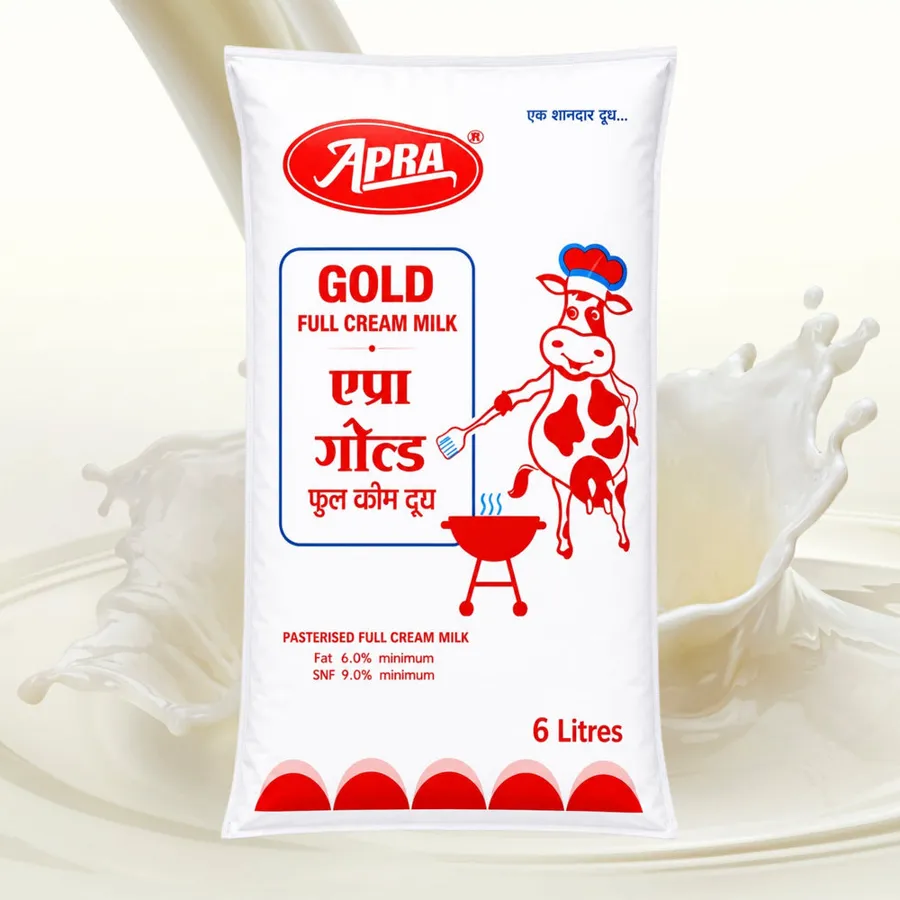 एक शानदार दूध...
APRA®
GOLD
FULL CREAM MILK
एप्रा
गोल्ड
फुल कीम दूद्य
PASTERISED FULL CREAM MILK
Fat 6.0% minimum
SNF 9.0% minimum
6 Litres